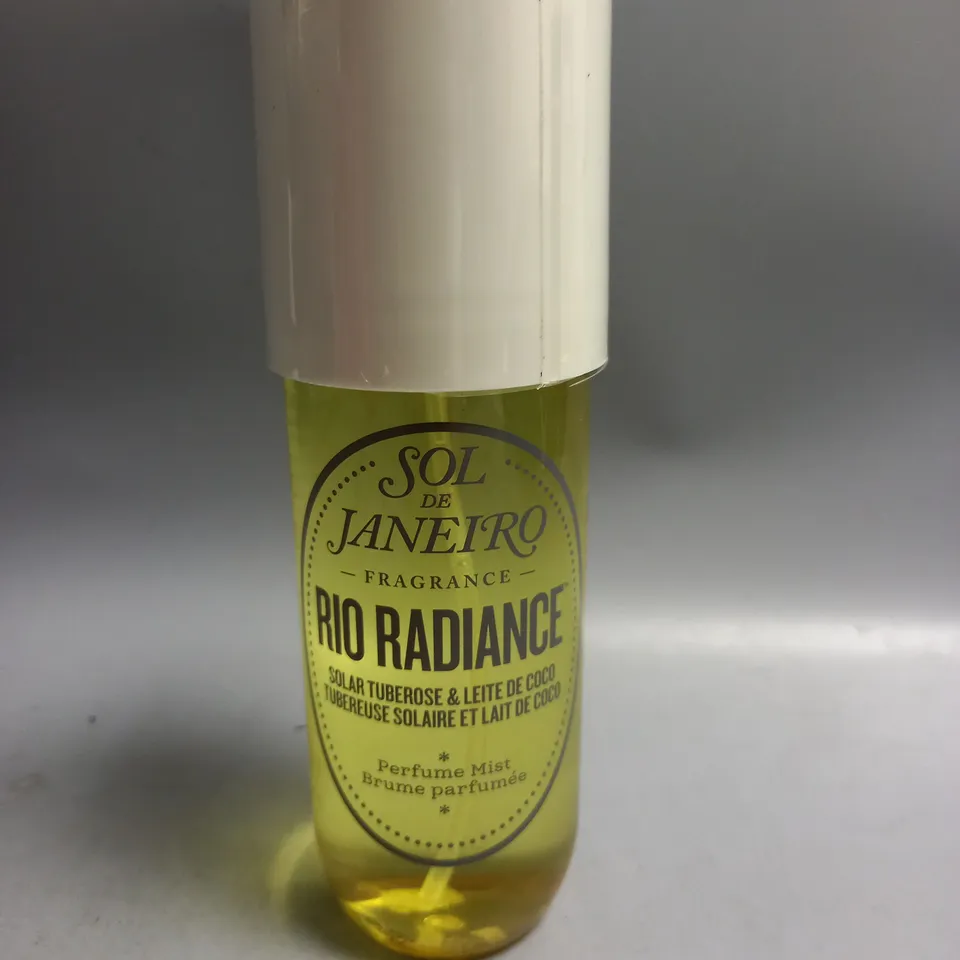 SOL
DE
JANEIRO
— FRAGRANCE —
RIO RADIANCE™
SOLAR TUBEROSE & LEITE DE COCO
TUBEREUSE SOLAIRE ET LAIT DE COCO
*
Perfume Mist
Brume parfumée
*